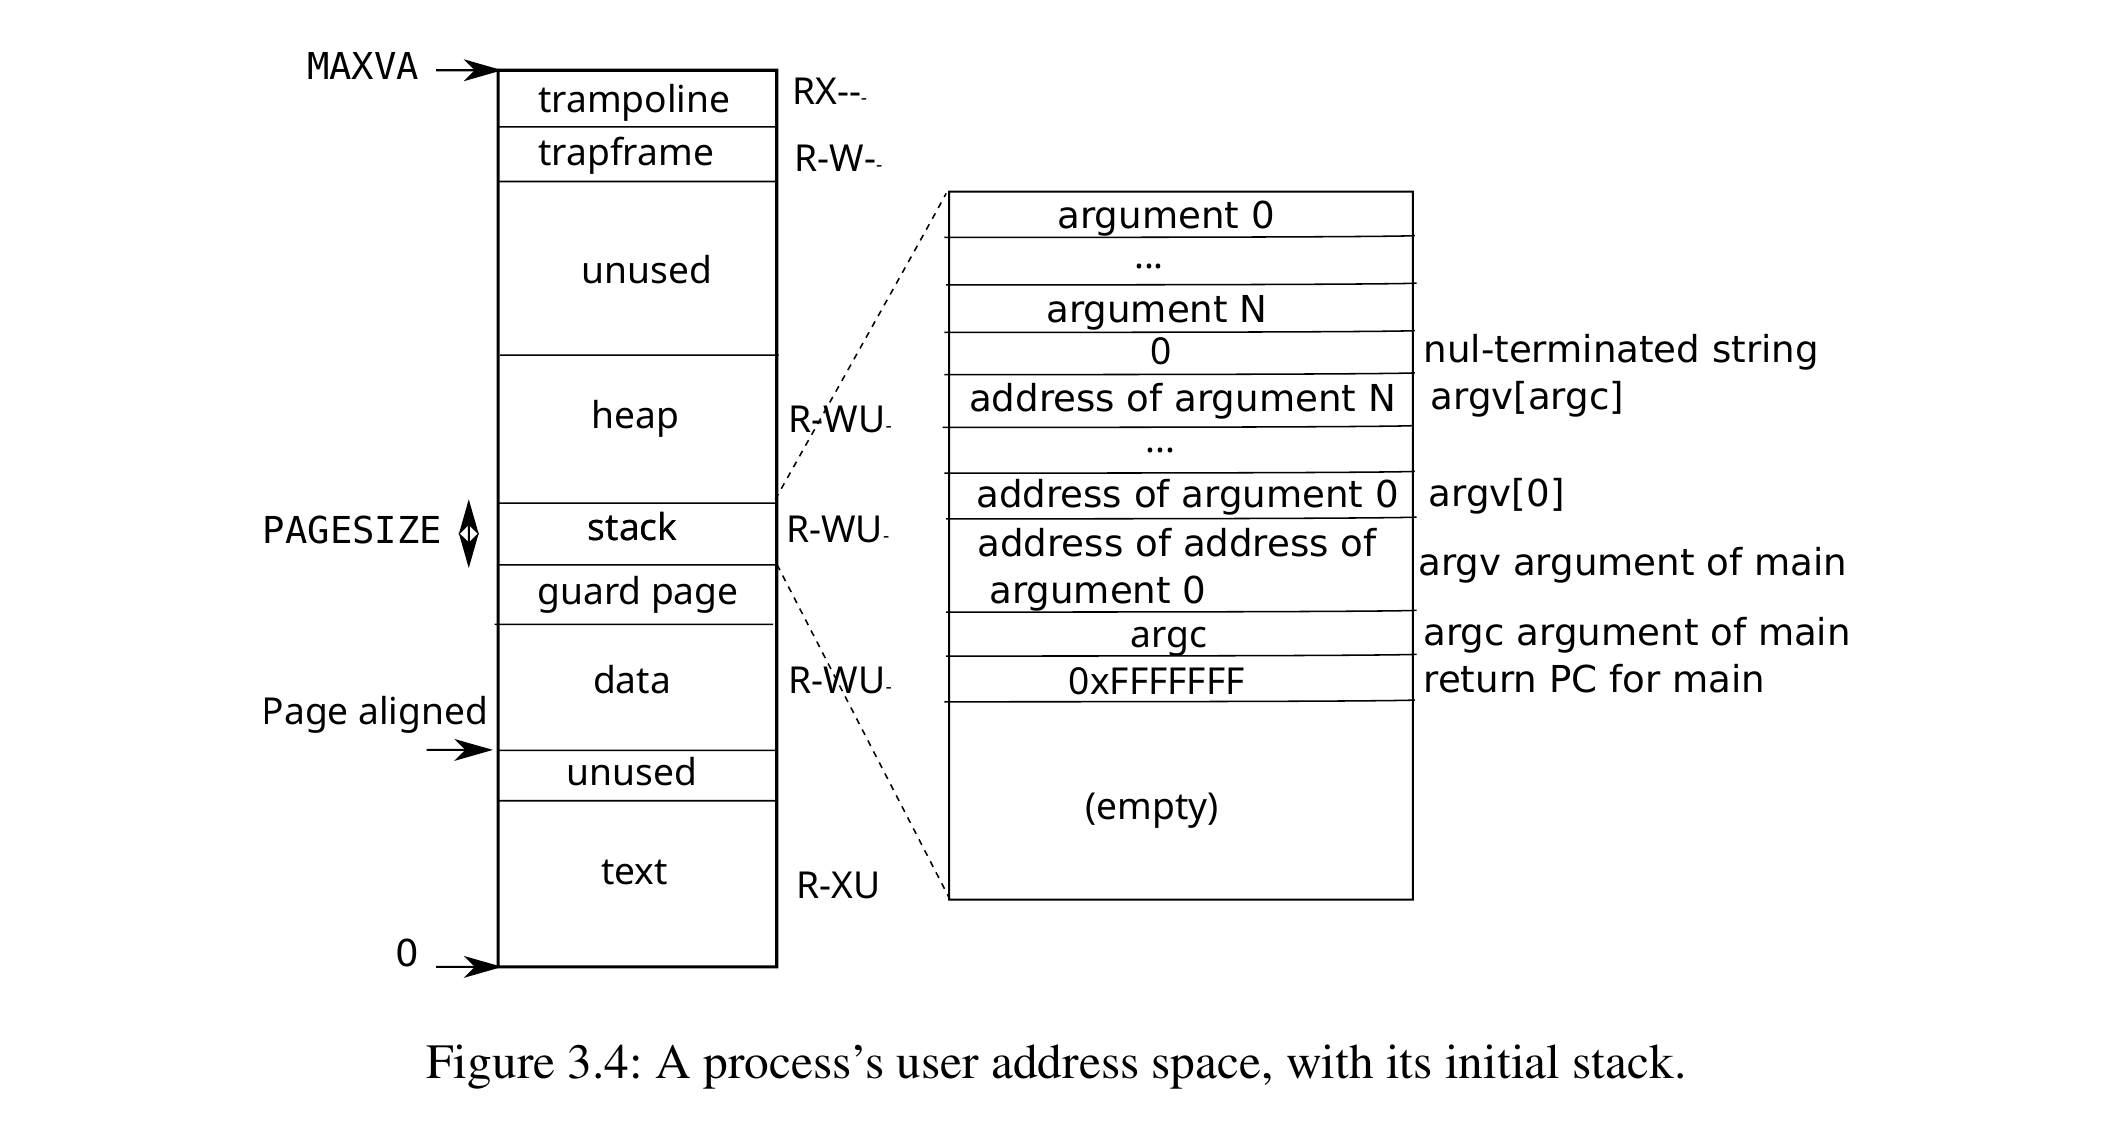 MAXVA
trampoline
RX---
trapframe
R-W--
unused
heap
R-WU-
PAGESIZE
stack
R-WU-
guard page
data
R-WU-
Page aligned
unused
text
R-XU
0
argument 0
...
argument N
0
nul-terminated string
address of argument N
argv[argc]
...
address of argument 0
argv[0]
address of address of
argument 0
argv argument of main
argc
argc argument of main
0xFFFFFFF
return PC for main
(empty)
Figure 3.4: A process’s user address space, with its initial stack.